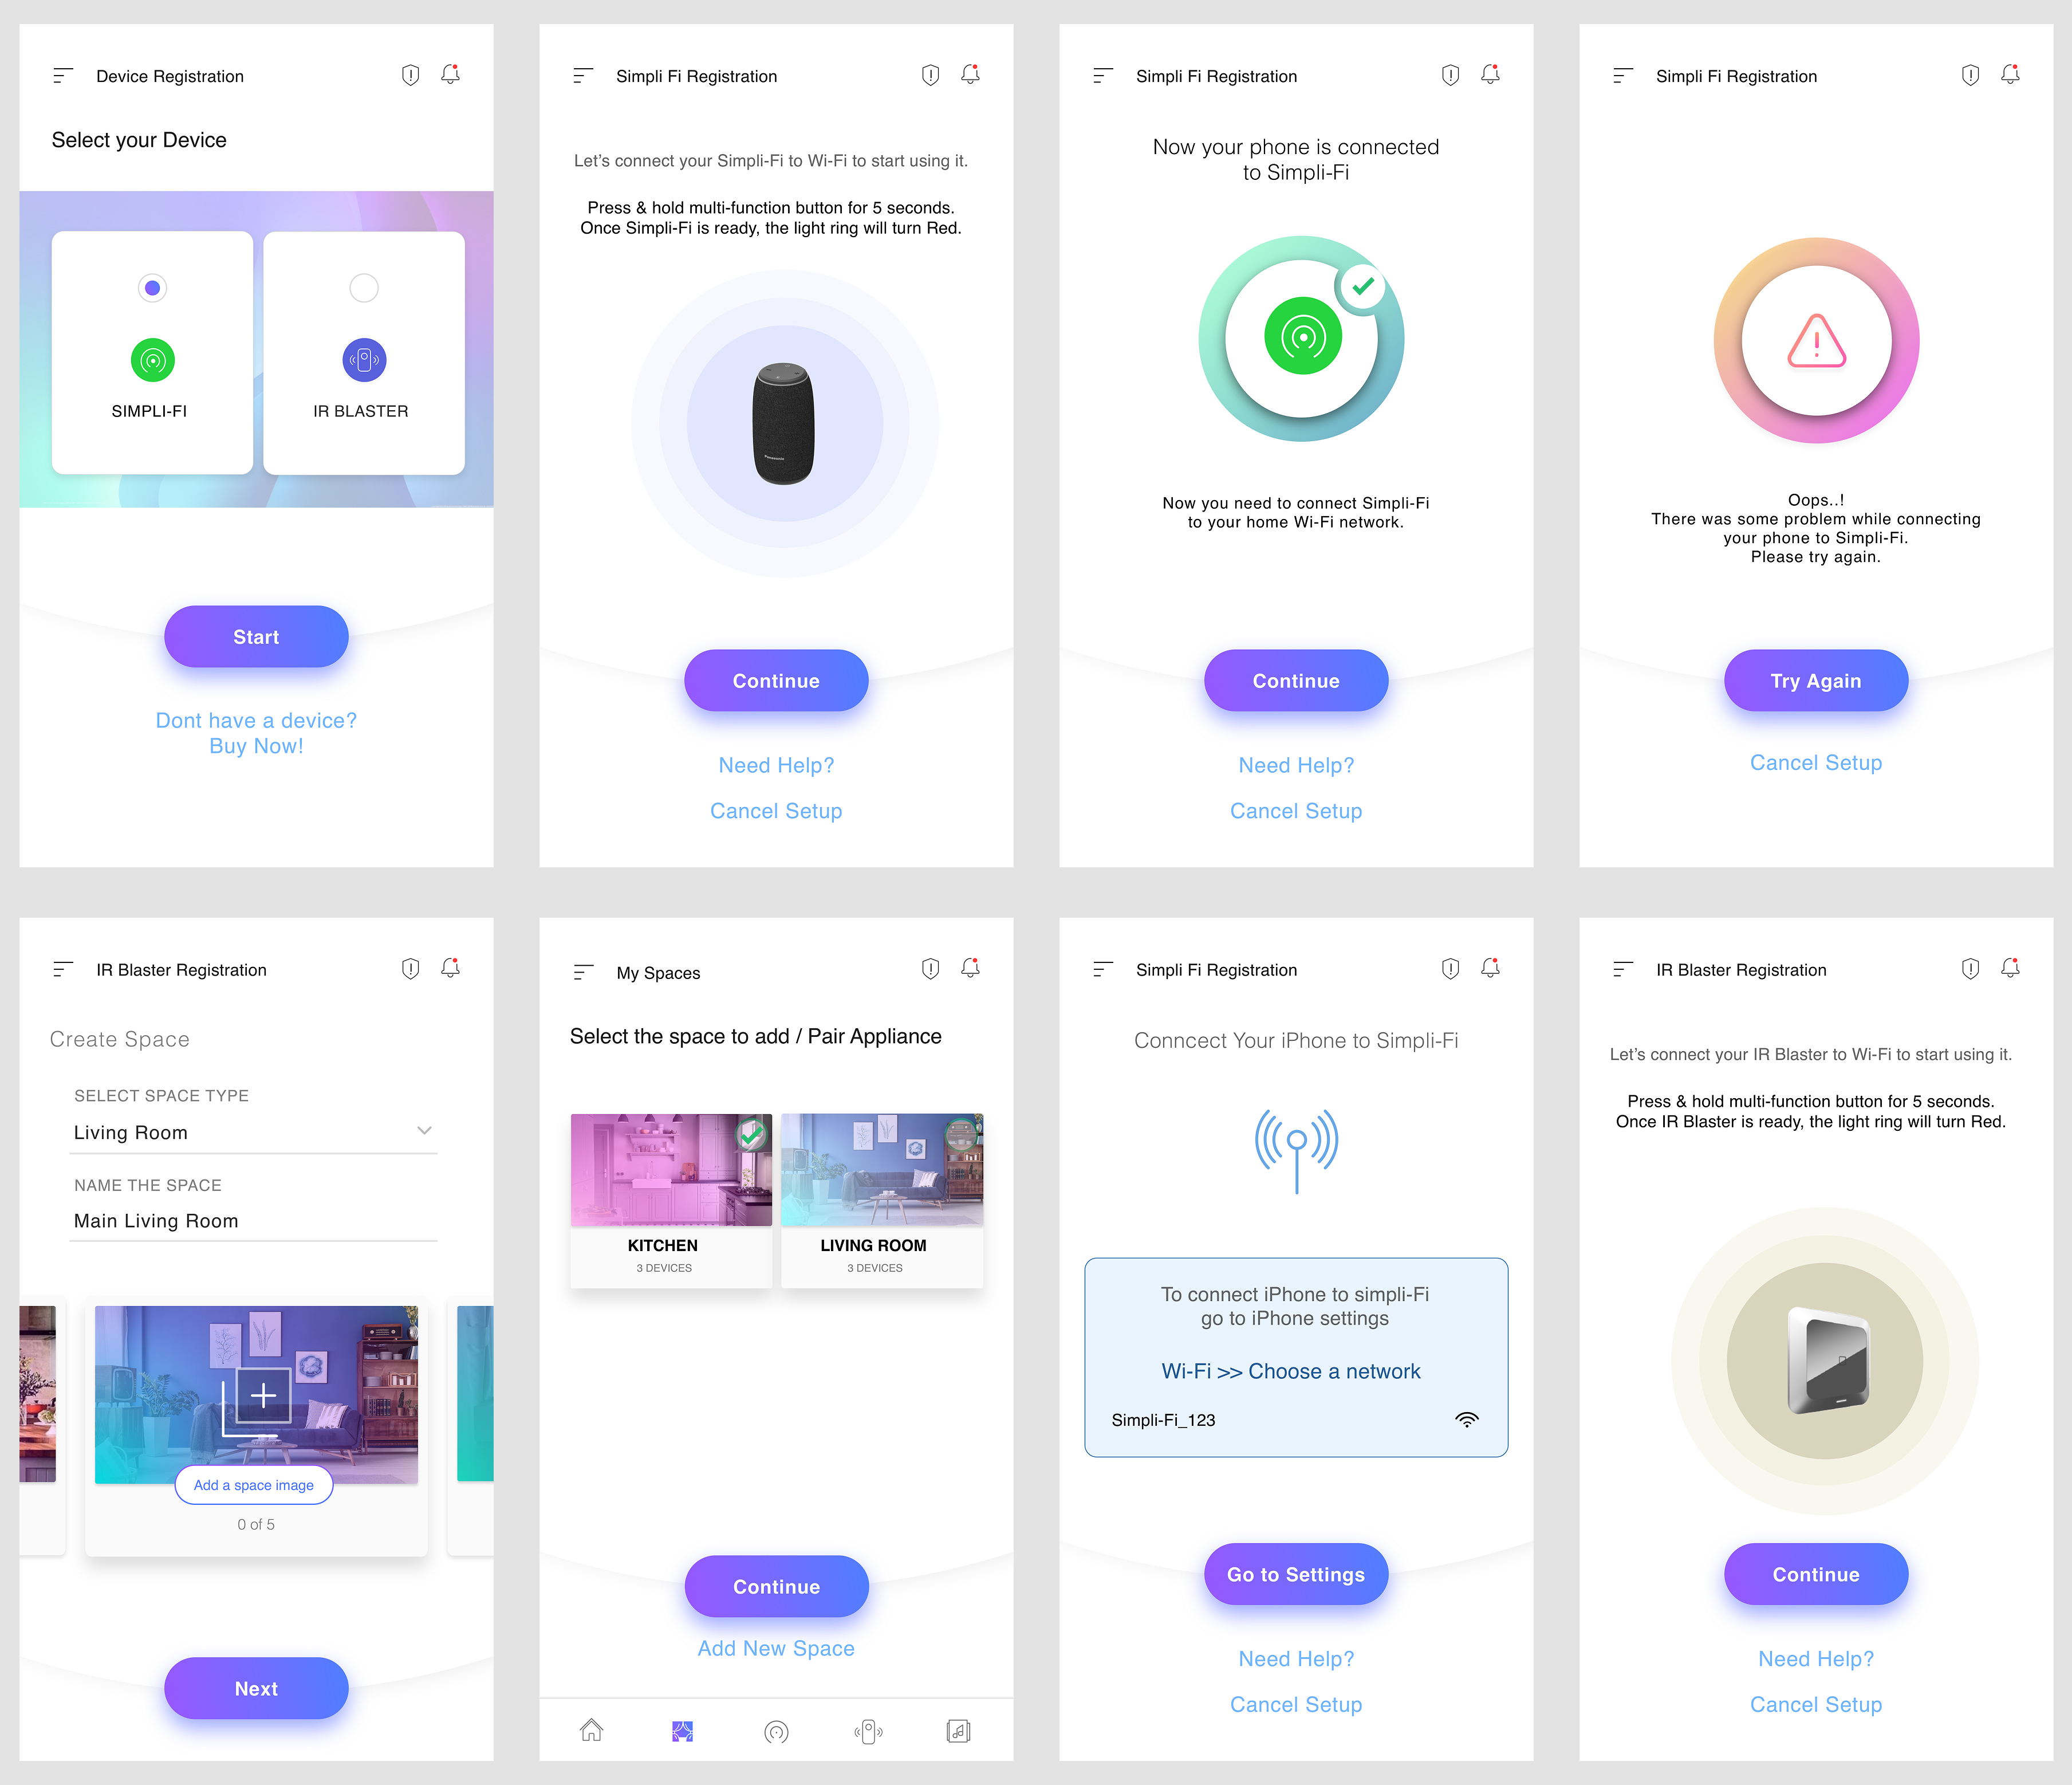 Device Registration
Select your Device
SIMPLI-FI
IR BLASTER
Start
Dont have a device?
Buy Now!
Simpli Fi Registration
Let's connect your Simpli-Fi to Wi-Fi to start using it.
Press & hold multi-function button for 5 seconds.
Once Simpli-Fi is ready, the light ring will turn Red.
Panasonic
Continue
Need Help?
Cancel Setup
Simpli Fi Registration
Now your phone is connected
to Simpli-Fi
Now you need to connect Simpli-Fi
to your home Wi-Fi network.
Continue
Need Help?
Cancel Setup
Simpli Fi Registration
Oops..!
There was some problem while connecting
your phone to Simpli-Fi.
Please try again.
Try Again
Cancel Setup
IR Blaster Registration
Create Space
SELECT SPACE TYPE
Living Room
NAME THE SPACE
Main Living Room
Add a space image
0 of 5
Next
My Spaces
Select the space to add / Pair Appliance
KITCHEN
3 DEVICES
LIVING ROOM
3 DEVICES
Continue
Add New Space
Simpli Fi Registration
Conncect Your iPhone to Simpli-Fi
To connect iPhone to simpli-Fi
go to iPhone settings
Wi-Fi >> Choose a network
Simpli-Fi_123
Go to Settings
Need Help?
Cancel Setup
IR Blaster Registration
Let's connect your IR Blaster to Wi-Fi to start using it.
Press & hold multi-function button for 5 seconds.
Once IR Blaster is ready, the light ring will turn Red.
Continue
Need Help?
Cancel Setup